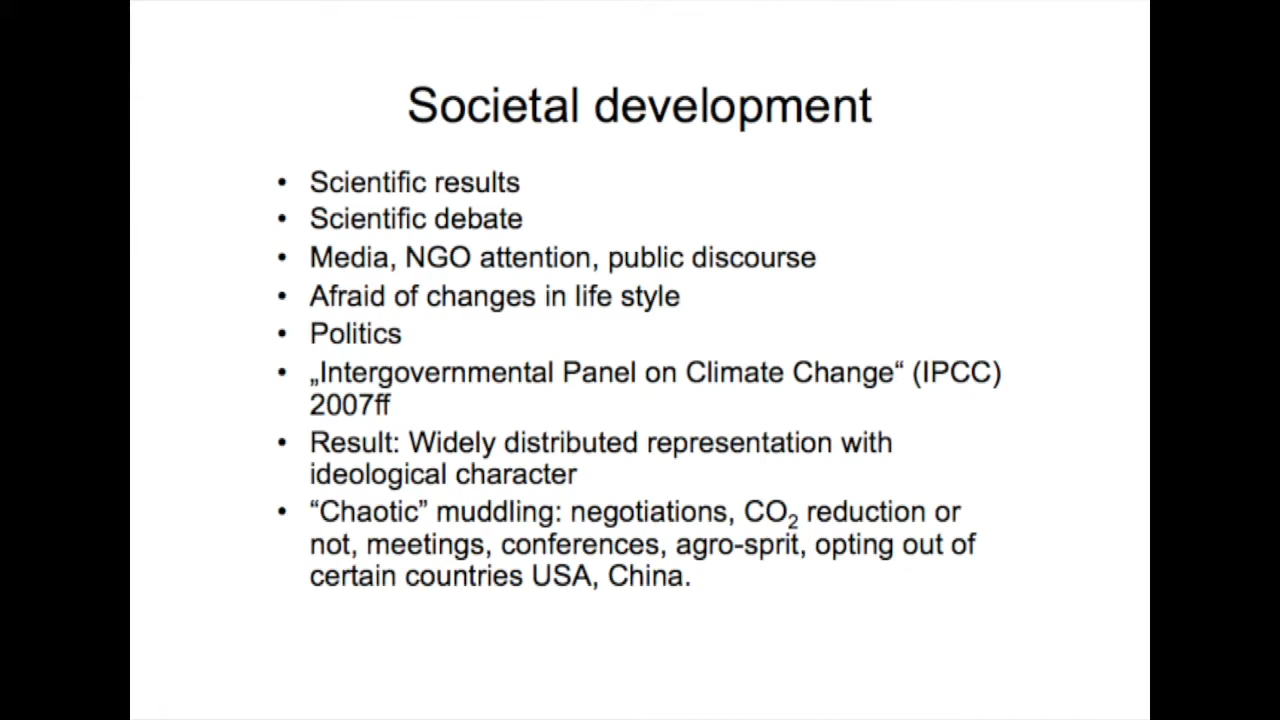 Societal development
• Scientific results
• Scientific debate
• Media, NGO attention, public discourse
• Afraid of changes in life style
• Politics
• „Intergovernmental Panel on Climate Change“ (IPCC)
2007ff
• Result: Widely distributed representation with
ideological character
• “Chaotic” muddling: negotiations, CO₂ reduction or
not, meetings, conferences, agro-sprit, opting out of
certain countries USA, China.